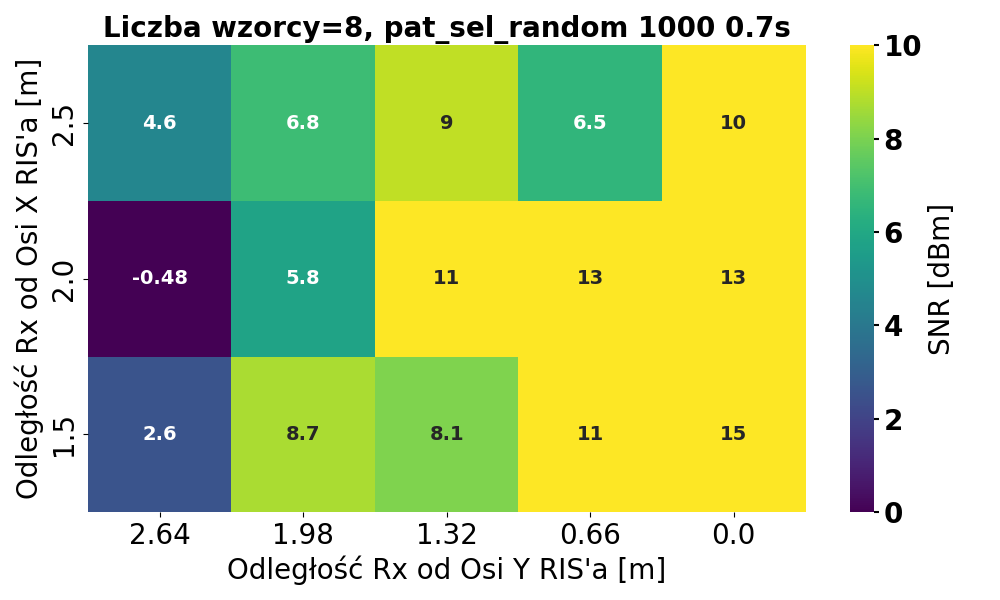 Liczba wzorcy=8, pat_sel_random 1000 0.7s
Odległość Rx od Osi X RIS'a [m]
2.5
4.6 6.8 9 6.5 10
2.0
-0.48 5.8 11 13 13
1.5
2.6 8.7 8.1 11 15
2.64 1.98 1.32 0.66 0.0
Odległość Rx od Osi Y RIS'a [m]
10
8
6
4
2
0
SNR [dBm]